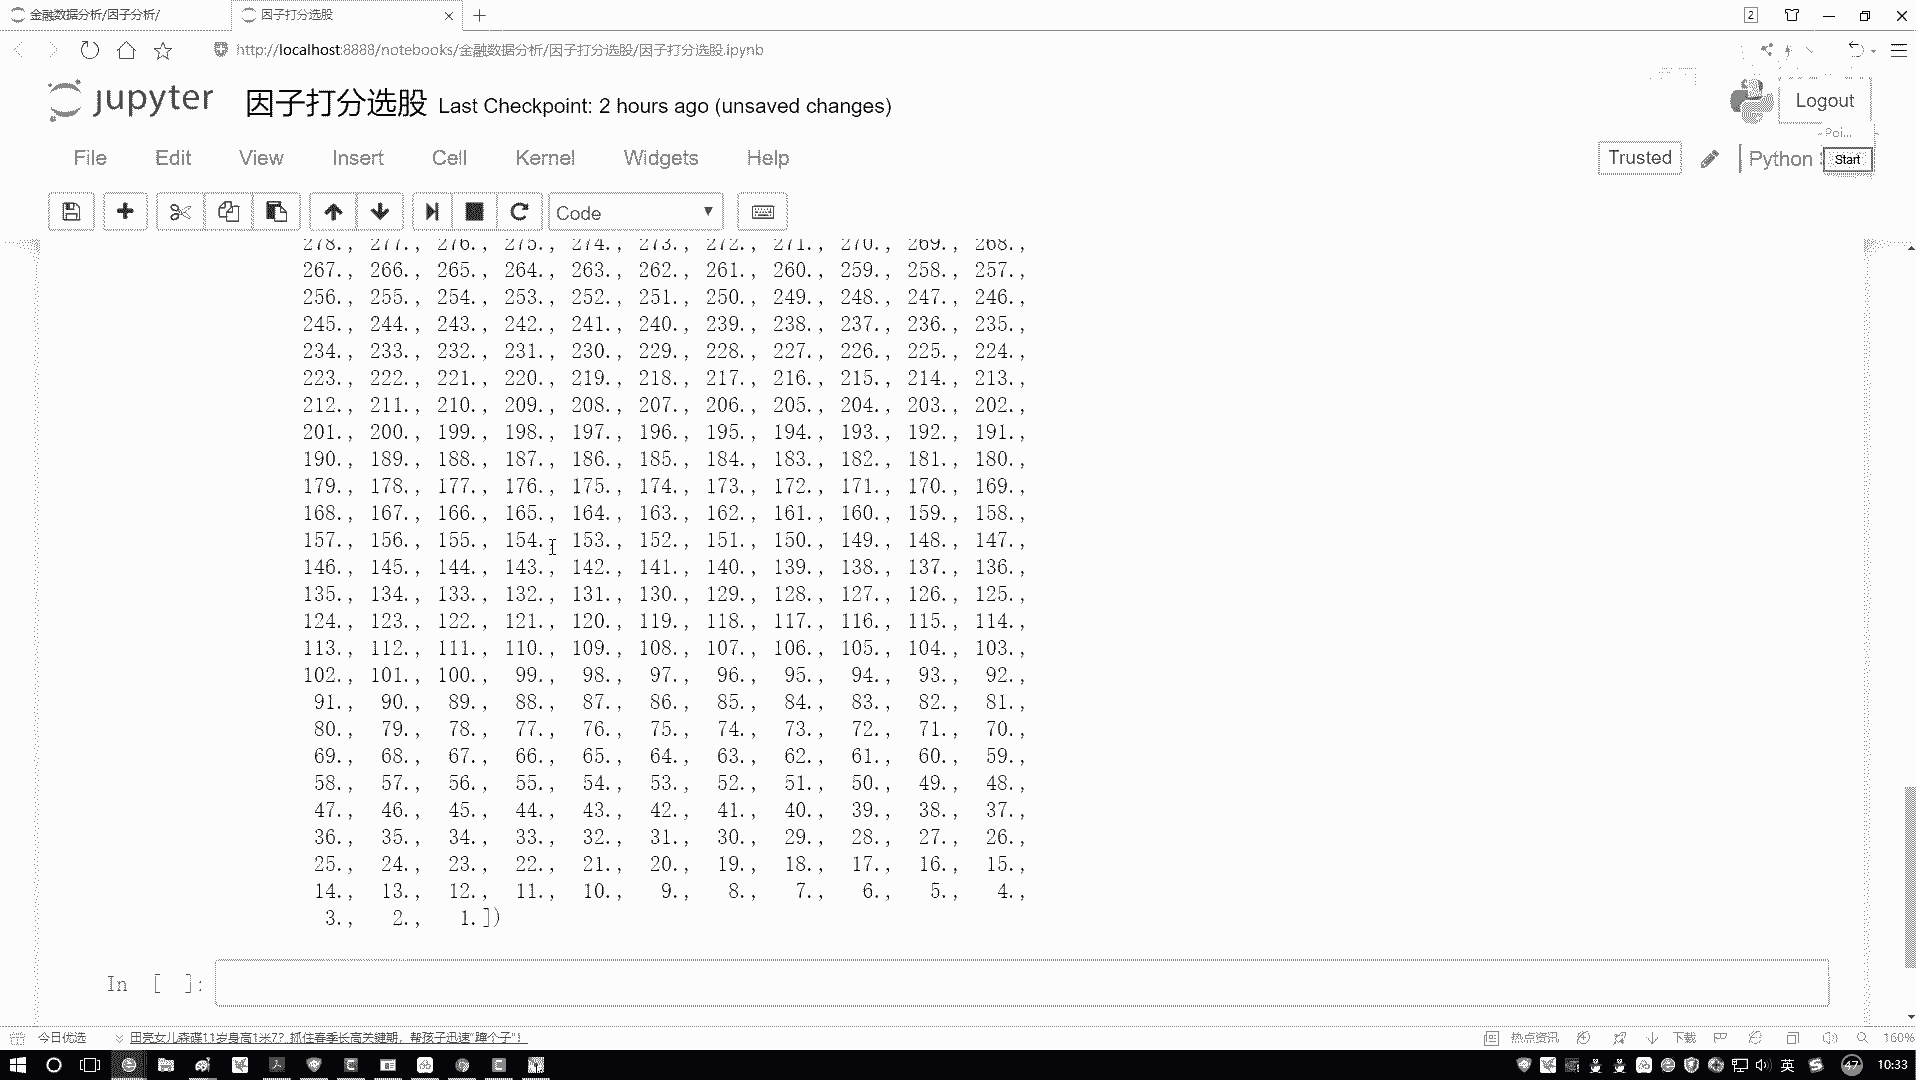 金融数据分析/因子分析/
因子打分选股
2
http://localhost:8888/notebooks/金融数据分析/因子打分选股/因子打分选股.ipynb
jupyter 因子打分选股 Last Checkpoint: 2 hours ago (unsaved changes)
Logout
Poi...
File Edit View Insert Cell Kernel Widgets Help
Trusted Python
Start
Code
278., 277., 276., 275., 274., 273., 272., 271., 270., 269., 268.,
267., 266., 265., 264., 263., 262., 261., 260., 259., 258., 257.,
256., 255., 254., 253., 252., 251., 250., 249., 248., 247., 246.,
245., 244., 243., 242., 241., 240., 239., 238., 237., 236., 235.,
234., 233., 232., 231., 230., 229., 228., 227., 226., 225., 224.,
223., 222., 221., 220., 219., 218., 217., 216., 215., 214., 213.,
212., 211., 210., 209., 208., 207., 206., 205., 204., 203., 202.,
201., 200., 199., 198., 197., 196., 195., 194., 193., 192., 191.,
190., 189., 188., 187., 186., 185., 184., 183., 182., 181., 180.,
179., 178., 177., 176., 175., 174., 173., 172., 171., 170., 169.,
168., 167., 166., 165., 164., 163., 162., 161., 160., 159., 158.,
157., 156., 155., 154., 153., 152., 151., 150., 149., 148., 147.,
146., 145., 144., 143., 142., 141., 140., 139., 138., 137., 136.,
135., 134., 133., 132., 131., 130., 129., 128., 127., 126., 125.,
124., 123., 122., 121., 120., 119., 118., 117., 116., 115., 114.,
113., 112., 111., 110., 109., 108., 107., 106., 105., 104., 103.,
102., 101., 100., 99., 98., 97., 96., 95., 94., 93., 92.,
91., 90., 89., 88., 87., 86., 85., 84., 83., 82., 81.,
80., 79., 78., 77., 76., 75., 74., 73., 72., 71., 70.,
69., 68., 67., 66., 65., 64., 63., 62., 61., 60., 59.,
58., 57., 56., 55., 54., 53., 52., 51., 50., 49., 48.,
47., 46., 45., 44., 43., 42., 41., 40., 39., 38., 37.,
36., 35., 34., 33., 32., 31., 30., 29., 28., 27., 26.,
25., 24., 23., 22., 21., 20., 19., 18., 17., 16., 15.,
14., 13., 12., 11., 10., 9., 8., 7., 6., 5., 4.,
3., 2., 1.])
In [ ]:
今日优选 田亮女儿森碟11岁身高1米7？抓住春季长高关键期，帮孩子迅速“蹿个子”！ 热点资讯 下载 160%
英 47 10:33